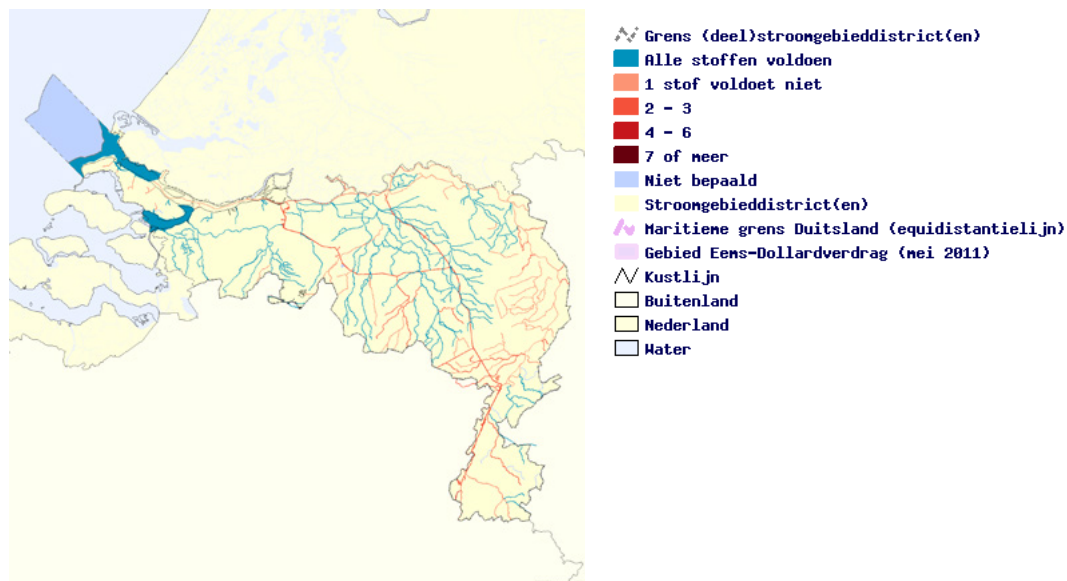 Grens (deel)stroomgebieddistrict(en)
Alle stoffen voldoen
1 stof voldoet niet
2 - 3
4 - 6
7 of meer
Niet bepaald
Stroomgebieddistrict(en)
Maritieme grens Duitsland (equidistantielijn)
Gebied Eems-Dollardverdrag (mei 2011)
Kustlijn
Buitenland
Nederland
Water